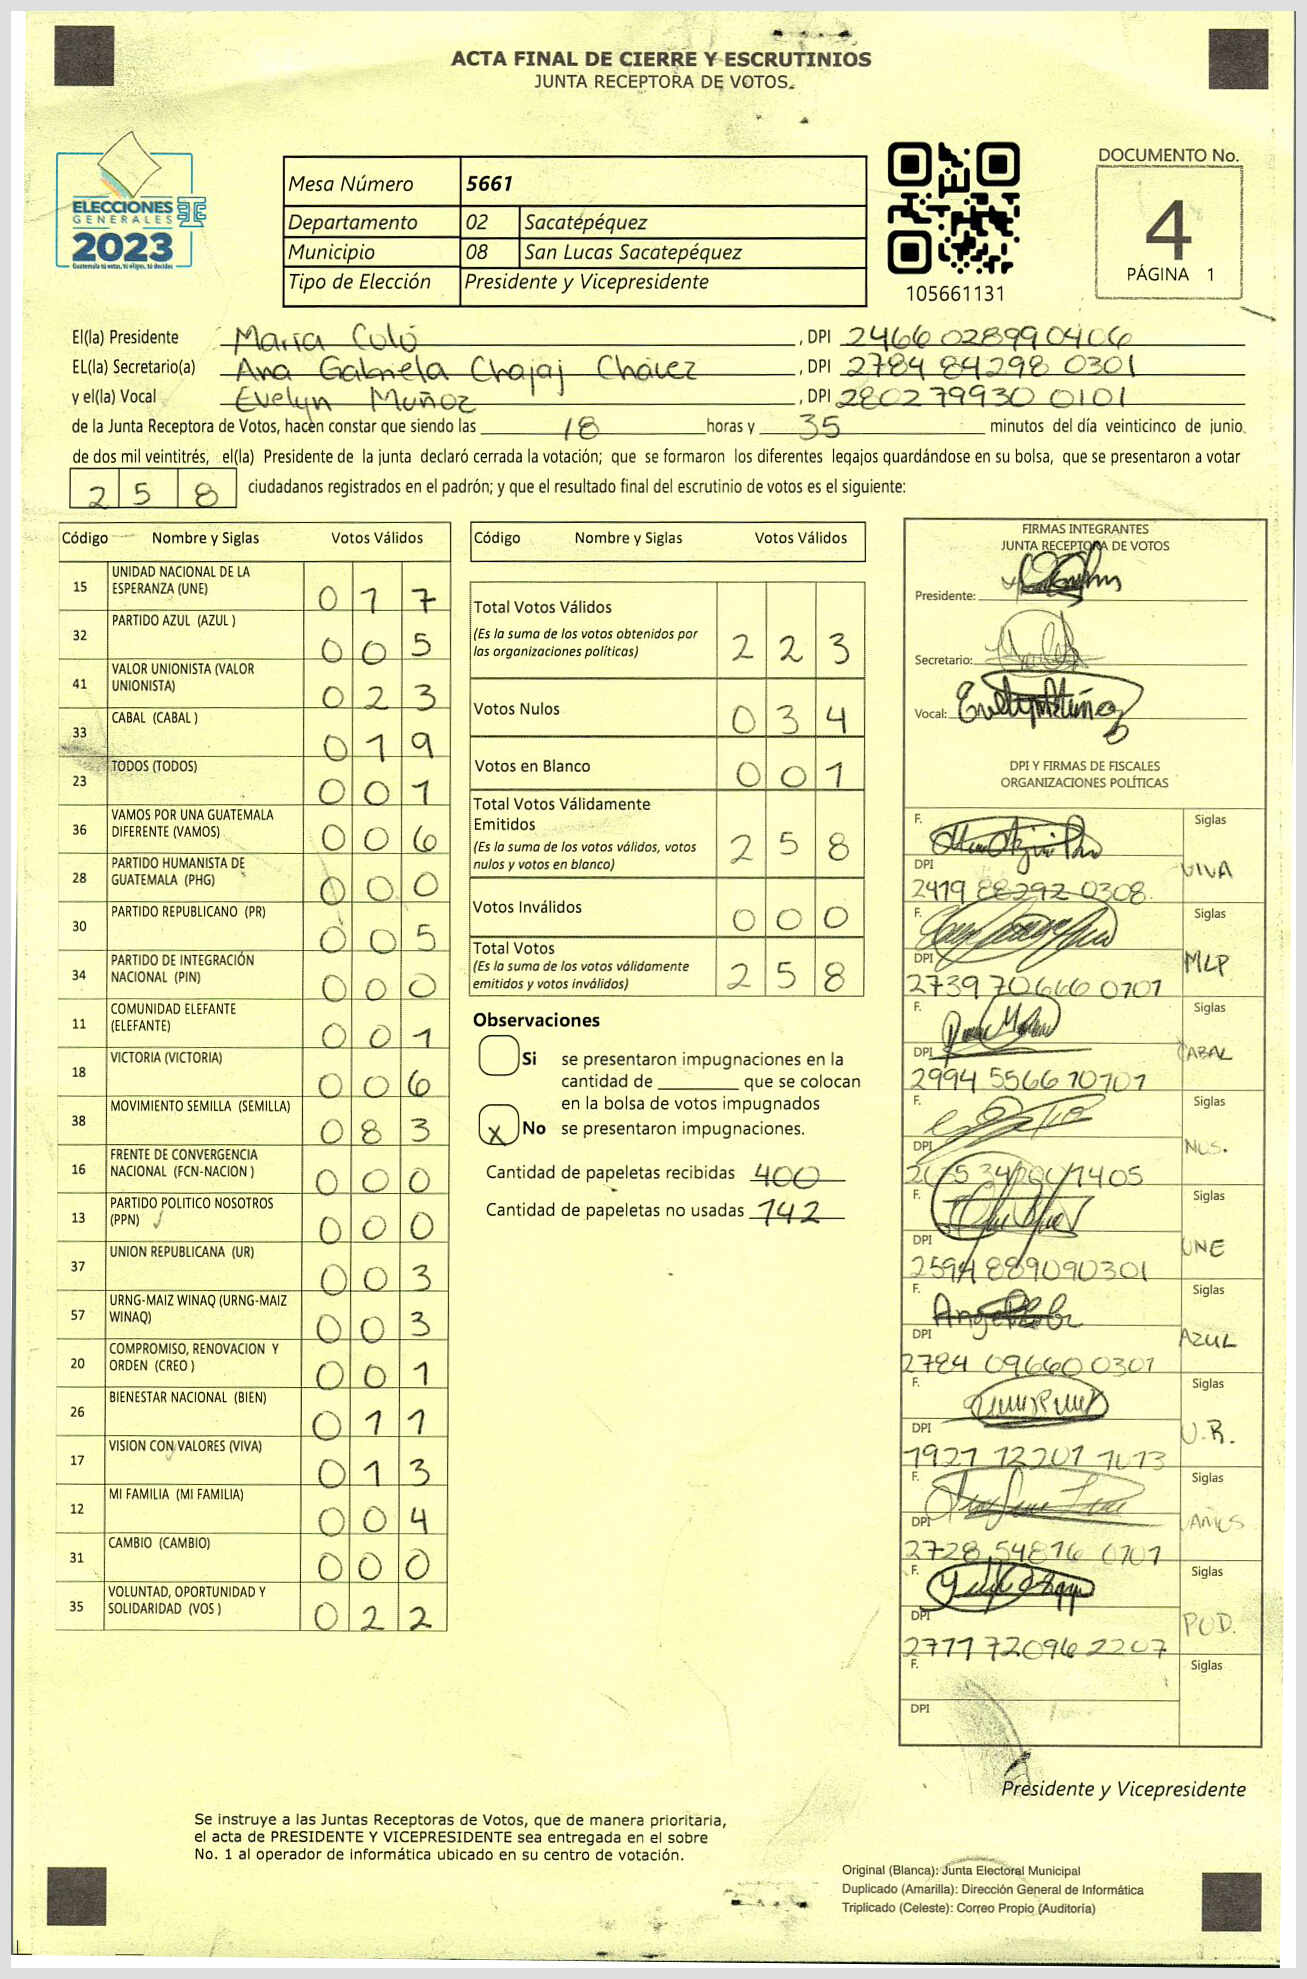 ACTA FINAL DE CIERRE Y ESCRUTINIOS
JUNTA RECEPTORA DE VOTOS.
ELECCIONES
GENERALES
2023
Guatemala tú votas, tú eliges, tú decides
TSE
Mesa Número 5661
Departamento 02 Sacatepéquez
Municipio 08 San Lucas Sacatepéquez
Tipo de Elección Presidente y Vicepresidente
105661131
DOCUMENTO No.
4
PÁGINA 1
El(la) Presidente María Culú , DPI 2466 02899 0406
EL(la) Secretario(a) Ana Gabriela Chajaj Chávez , DPI 2784 84298 0301
y el(la) Vocal Evelyn Muñoz , DPI 2802 79930 0101
de la Junta Receptora de Votos, hacen constar que siendo las 18 horas y 35 minutos del día veinticinco de junio
de dos mil veintitrés, el(la) Presidente de la junta declaró cerrada la votación; que se formaron los diferentes legajos guardándose en su bolsa, que se presentaron a votar
2 5 8 ciudadanos registrados en el padrón; y que el resultado final del escrutinio de votos es el siguiente:
Código Nombre y Siglas Votos Válidos
15 UNIDAD NACIONAL DE LA ESPERANZA (UNE) 0 1 7
32 PARTIDO AZUL (AZUL ) 0 0 5
41 VALOR UNIONISTA (VALOR UNIONISTA) 0 2 3
33 CABAL (CABAL ) 0 1 9
23 TODOS (TODOS) 0 0 1
36 VAMOS POR UNA GUATEMALA DIFERENTE (VAMOS) 0 0 6
28 PARTIDO HUMANISTA DE GUATEMALA (PHG) 0 0 0
30 PARTIDO REPUBLICANO (PR) 0 0 5
34 PARTIDO DE INTEGRACIÓN NACIONAL (PIN) 0 0 0
11 COMUNIDAD ELEFANTE (ELEFANTE) 0 0 1
18 VICTORIA (VICTORIA) 0 0 6
38 MOVIMIENTO SEMILLA (SEMILLA) 0 8 3
16 FRENTE DE CONVERGENCIA NACIONAL (FCN-NACION ) 0 0 0
13 PARTIDO POLITICO NOSOTROS (PPN) 0 0 0
37 UNION REPUBLICANA (UR) 0 0 3
57 URNG-MAIZ WINAQ (URNG-MAIZ WINAQ) 0 0 3
20 COMPROMISO, RENOVACION Y ORDEN (CREO ) 0 0 1
26 BIENESTAR NACIONAL (BIEN) 0 1 1
17 VISION CON VALORES (VIVA) 0 1 3
12 MI FAMILIA (MI FAMILIA) 0 0 4
31 CAMBIO (CAMBIO) 0 0 0
35 VOLUNTAD, OPORTUNIDAD Y SOLIDARIDAD (VOS ) 0 2 2
Código Nombre y Siglas Votos Válidos
Total Votos Válidos
(Es la suma de los votos obtenidos por
las organizaciones políticas) 2 2 3
Votos Nulos 0 3 4
Votos en Blanco 0 0 1
Total Votos Válidamente
Emitidos
(Es la suma de los votos válidos, votos
nulos y votos en blanco) 2 5 8
Votos Inválidos 0 0 0
Total Votos
(Es la suma de los votos válidamente
emitidos y votos inválidos) 2 5 8
Observaciones
Si se presentaron impugnaciones en la
cantidad de ________ que se colocan
en la bolsa de votos impugnados
X No se presentaron impugnaciones.
Cantidad de papeletas recibidas 400
Cantidad de papeletas no usadas 142
FIRMAS INTEGRANTES
JUNTA RECEPTORA DE VOTOS
Presidente:
Secretario:
Vocal: Evelyn Muñoz
DPI Y FIRMAS DE FISCALES
ORGANIZACIONES POLÍTICAS
F. Siglas
DPI VIVA
2419 88292 0308
F. Siglas
DPI MLP
2739 70666 0101
F. Siglas
DPI CABAL
2994 55661 0101
F. Siglas
DPI NOS.
F. Siglas
DPI UNE
2594 88909 0301
F. Siglas
DPI AZUL
2784 09660 0301
F. Siglas
DPI U.R.
1921 12201 1013
F. Siglas
DPI VAMOS
2728 54816 0101
F. Siglas
DPI POD.
2771 72096 2207
F. Siglas
DPI
Presidente y Vicepresidente
Se instruye a las Juntas Receptoras de Votos, que de manera prioritaria,
el acta de PRESIDENTE Y VICEPRESIDENTE sea entregada en el sobre
No. 1 al operador de informática ubicado en su centro de votación.
Original (Blanca): Junta Electoral Municipal
Duplicado (Amarilla): Dirección General de Informática
Triplicado (Celeste): Correo Propio (Auditoría)